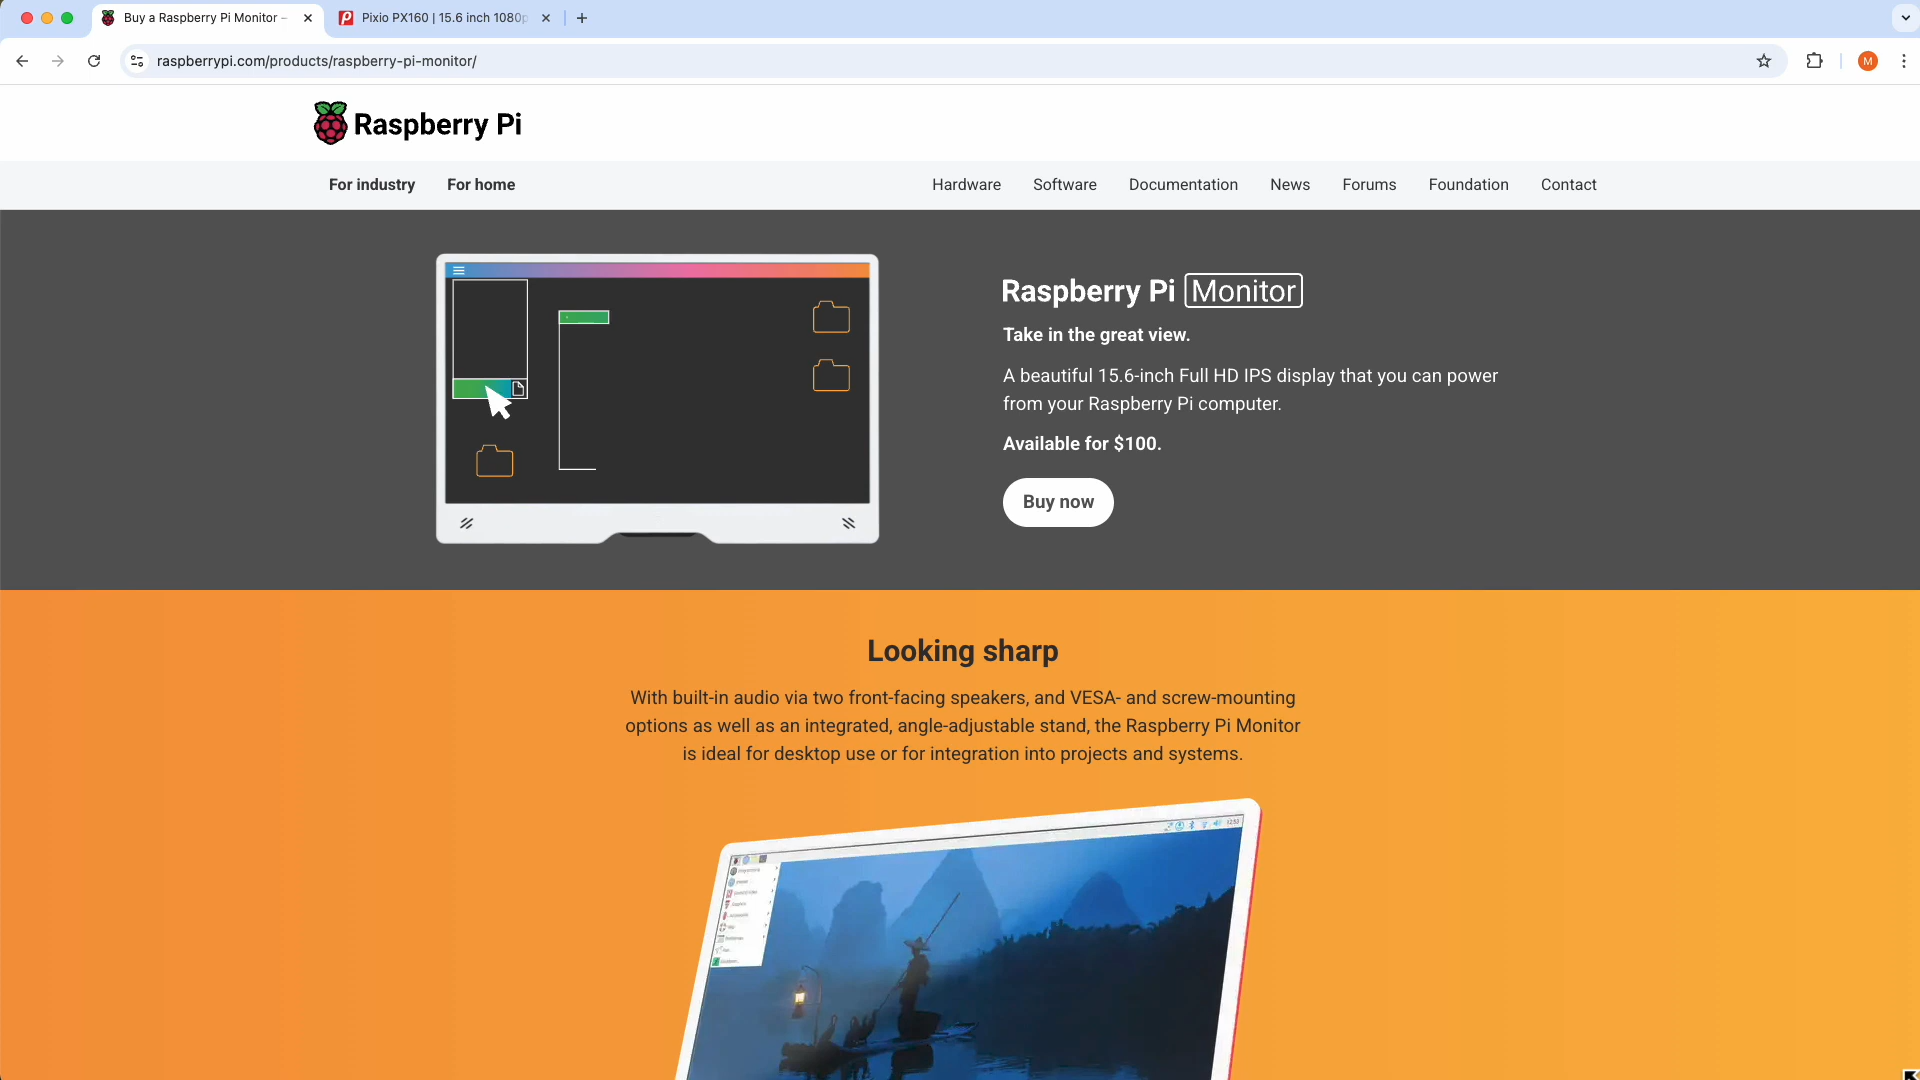 Buy a Raspberry Pi Monitor –
Pixio PX160 | 15.6 inch 1080p
raspberrypi.com/products/raspberry-pi-monitor/
M
Raspberry Pi
For industry
For home
Hardware
Software
Documentation
News
Forums
Foundation
Contact
Raspberry Pi Monitor
Take in the great view.
A beautiful 15.6-inch Full HD IPS display that you can power
from your Raspberry Pi computer.
Available for $100.
Buy now
Looking sharp
With built-in audio via two front-facing speakers, and VESA- and screw-mounting
options as well as an integrated, angle-adjustable stand, the Raspberry Pi Monitor
is ideal for desktop use or for integration into projects and systems.